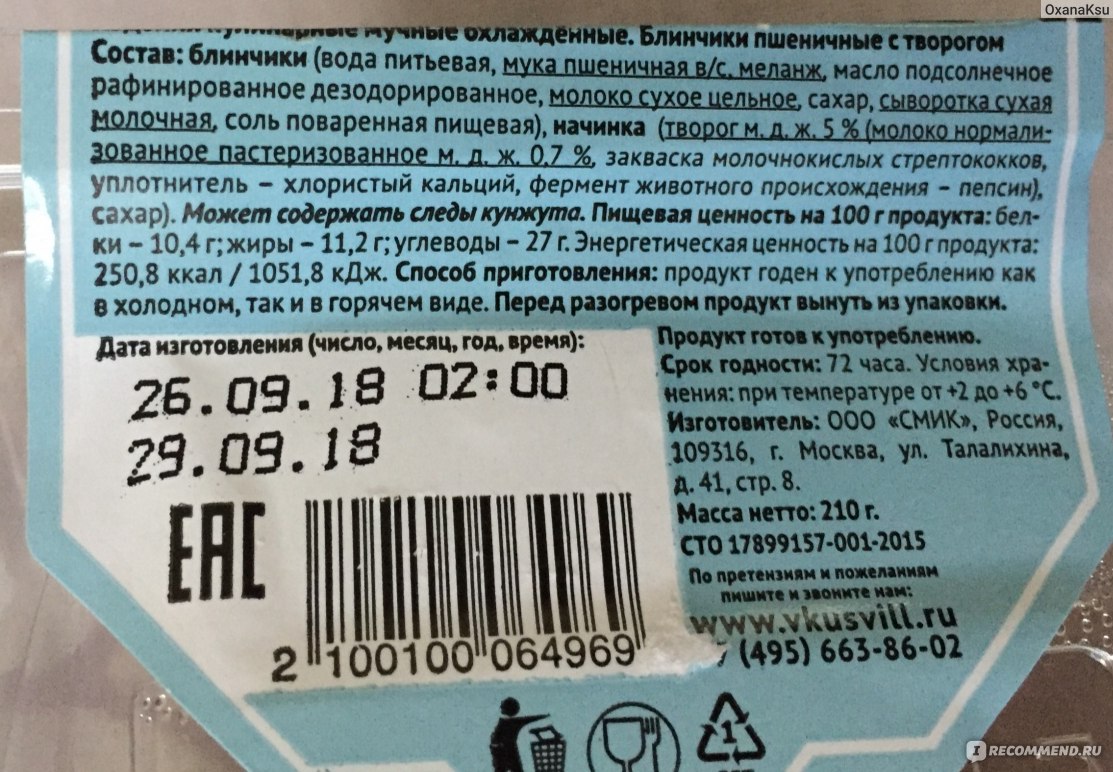 OxanaKsu
кулинарные мучные охлаждённые. Блинчики пшеничные с творогом
Состав: блинчики (вода питьевая, мука пшеничная в/с, меланж, масло подсолнечное
рафинированное дезодорированное, молоко сухое цельное, сахар, сыворотка сухая
молочная, соль поваренная пищевая), начинка (творог м. д. ж. 5 % (молоко нормали-
зованное пастеризованное м. д. ж. 0,7 %, закваска молочнокислых стрептококков,
уплотнитель – хлористый кальций, фермент животного происхождения – пепсин),
сахар). Может содержать следы кунжута. Пищевая ценность на 100 г продукта: бел-
ки – 10,4 г; жиры – 11,2 г; углеводы – 27 г. Энергетическая ценность на 100 г продукта:
250,8 ккал / 1051,8 кДж. Способ приготовления: продукт годен к употреблению как
в холодном, так и в горячем виде. Перед разогревом продукт вынуть из упаковки.
Дата изготовления (число, месяц, год, время):
26.09.18 02:00
29.09.18
Продукт готов к употреблению.
Срок годности: 72 часа. Условия хра-
нения: при температуре от +2 до +6 °С.
Изготовитель: ООО «СМИК», Россия,
109316, г. Москва, ул. Талалихина,
д. 41, стр. 8.
Масса нетто: 210 г.
СТО 17899157-001-2015
По претензиям и пожеланиям
пишите и звоните нам:
www.vkusvill.ru
7 (495) 663-86-02
EAC
2 100100 064969
1
IRECOMMEND.RU